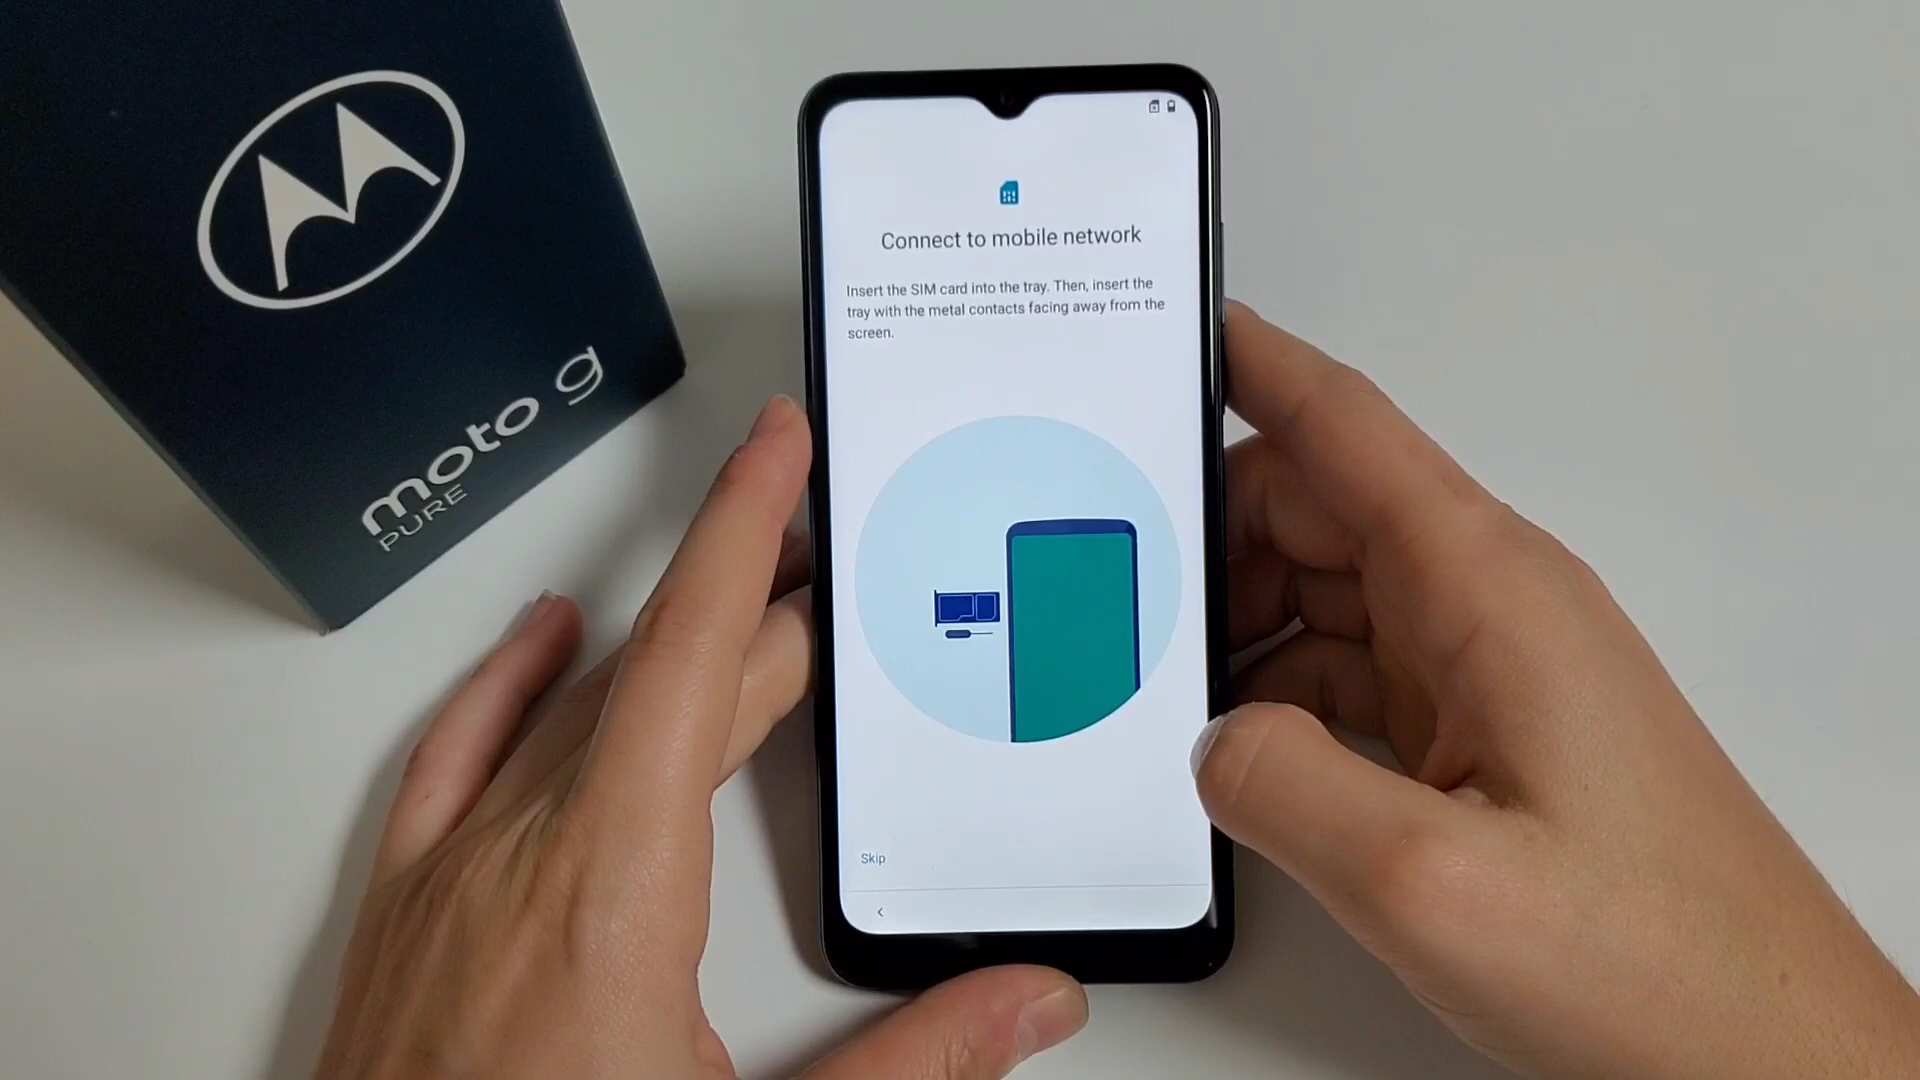 moto g
PURE
Connect to mobile network
Insert the SIM card into the tray. Then, insert the
tray with the metal contacts facing away from the
screen.
Skip